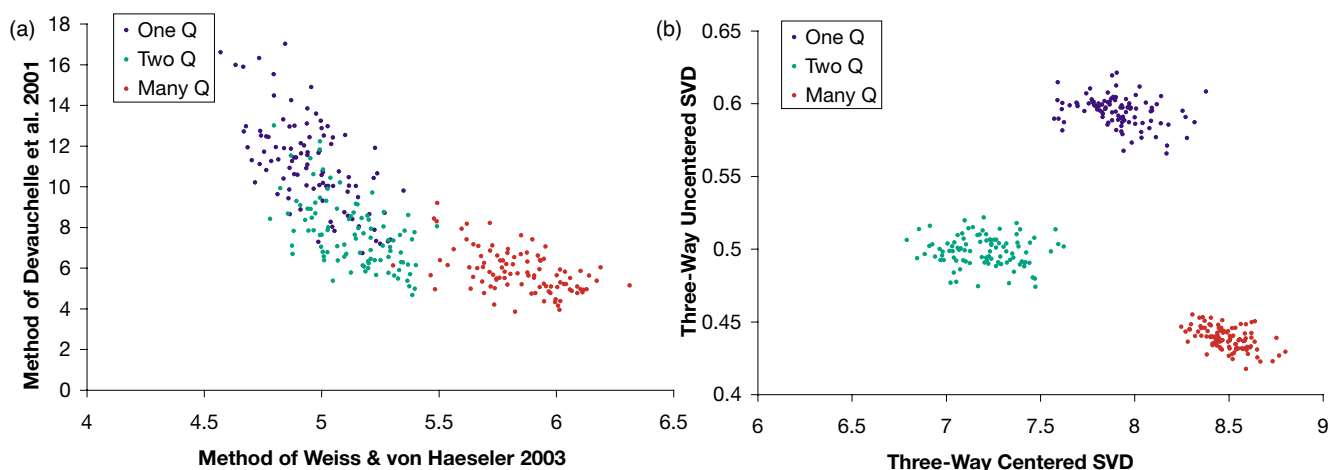 (a)
One Q
Two Q
Many Q
Method of Devauchelle et al. 2001
18
16
14
12
10
8
6
4
2
0
4
4.5
5
5.5
6
6.5
Method of Weiss & von Haeseler 2003
(b)
One Q
Two Q
Many Q
Three-Way Uncentered SVD
0.65
0.6
0.55
0.5
0.45
0.4
6
6.5
7
7.5
8
8.5
9
Three-Way Centered SVD